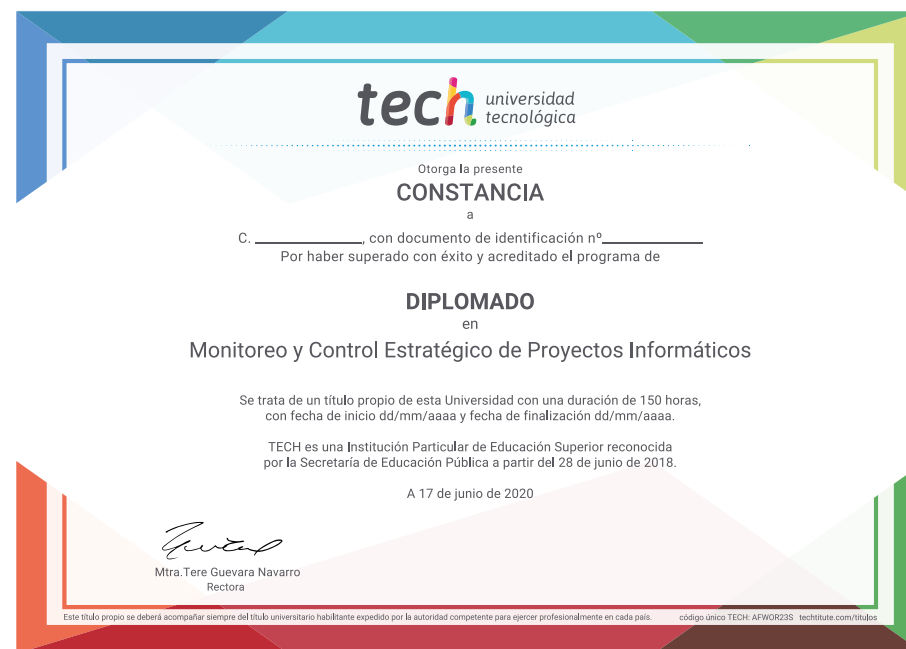 tech universidad
tecnológica
Otorga la presente
CONSTANCIA
a
C. ____________, con documento de identificación nº____________
Por haber superado con éxito y acreditado el programa de
DIPLOMADO
en
Monitoreo y Control Estratégico de Proyectos Informáticos
Se trata de un título propio de esta Universidad con una duración de 150 horas,
con fecha de inicio dd/mm/aaaa y fecha de finalización dd/mm/aaaa.
TECH es una Institución Particular de Educación Superior reconocida
por la Secretaría de Educación Pública a partir del 28 de junio de 2018.
A 17 de junio de 2020
Mtra.Tere Guevara Navarro
Rectora
Este título propio se deberá acompañar siempre del título universitario habilitante expedido por la autoridad competente para ejercer profesionalmente en cada país. código único TECH: AFWOR23S techtitute.com/titulos